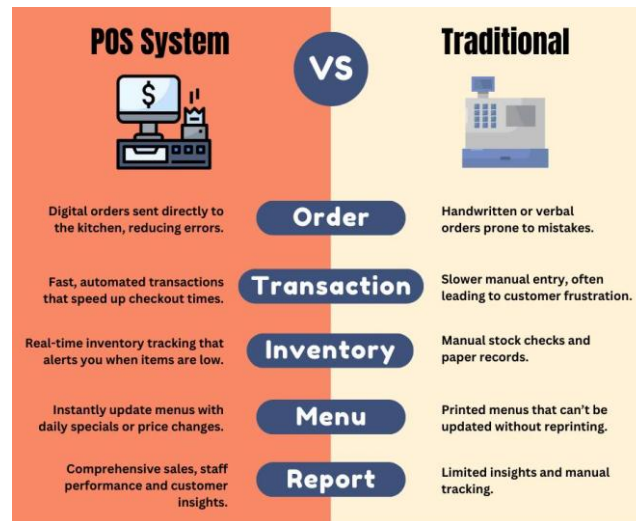 POS System
VS
Traditional
$
Digital orders sent directly to
the kitchen, reducing errors.
Order
Handwritten or verbal
orders prone to mistakes.
Fast, automated transactions
that speed up checkout times.
Transaction
Slower manual entry, often
leading to customer frustration.
Real-time inventory tracking that
alerts you when items are low.
Inventory
Manual stock checks and
paper records.
Instantly update menus with
daily specials or price changes.
Menu
Printed menus that can’t be
updated without reprinting.
Comprehensive sales, staff
performance and customer
insights.
Report
Limited insights and manual
tracking.